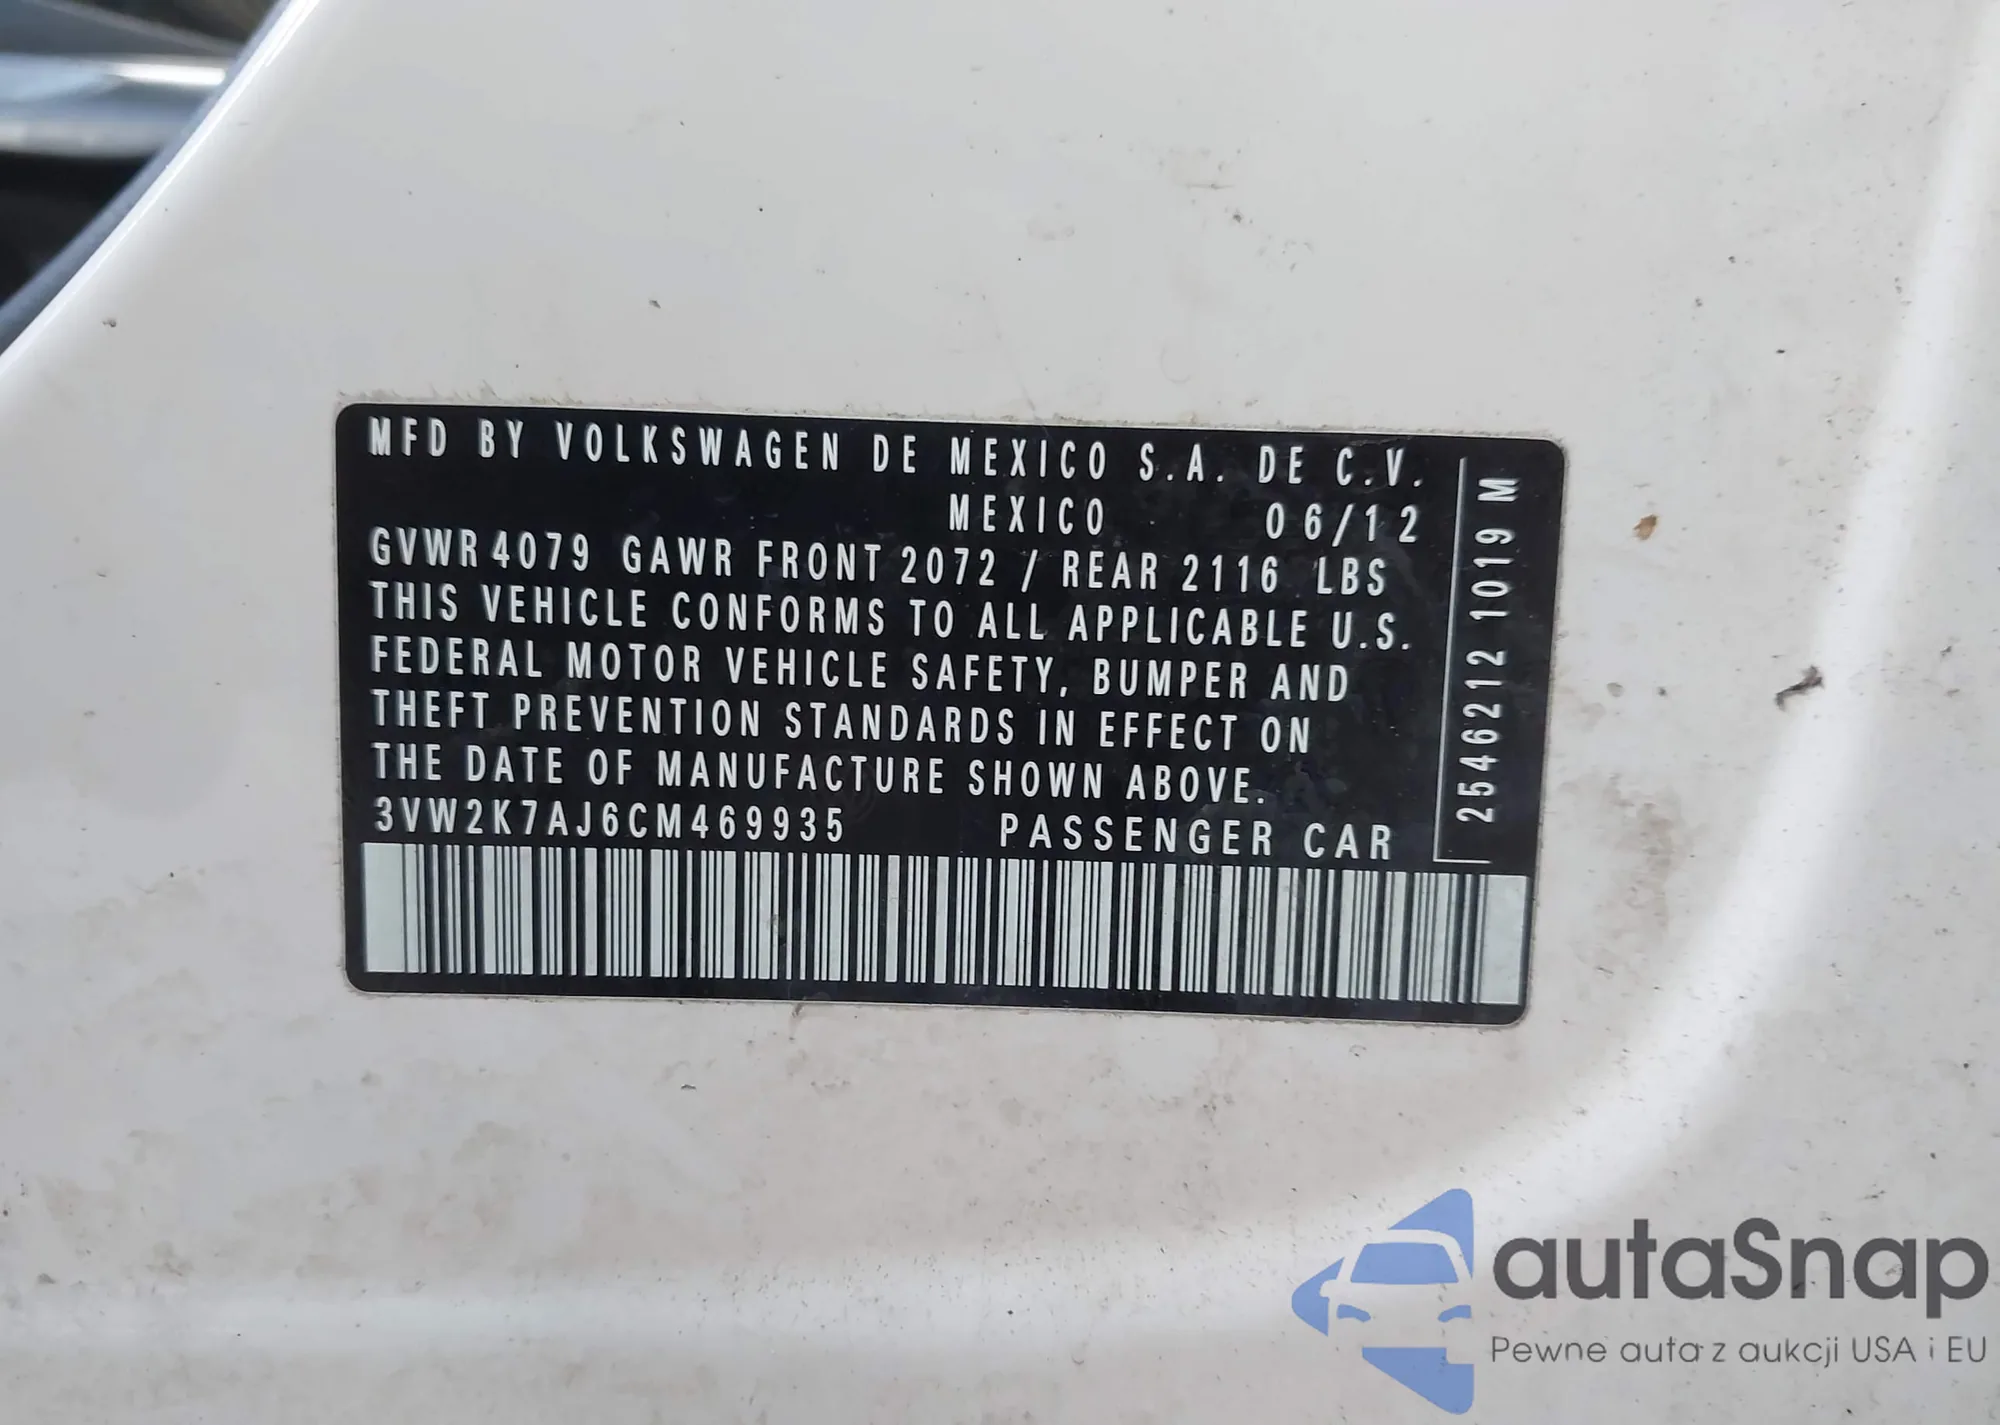 MFD BY VOLKSWAGEN DE MEXICO S.A. DE C.V.
MEXICO 06/12
GVWR 4079 GAWR FRONT 2072 / REAR 2116 LBS
THIS VEHICLE CONFORMS TO ALL APPLICABLE U.S.
FEDERAL MOTOR VEHICLE SAFETY, BUMPER AND
THEFT PREVENTION STANDARDS IN EFFECT ON
THE DATE OF MANUFACTURE SHOWN ABOVE.
3VW2K7AJ6CM469935 PASSENGER CAR
2546212 1019 M
autaSnap
Pewne auta z aukcji USA i EU